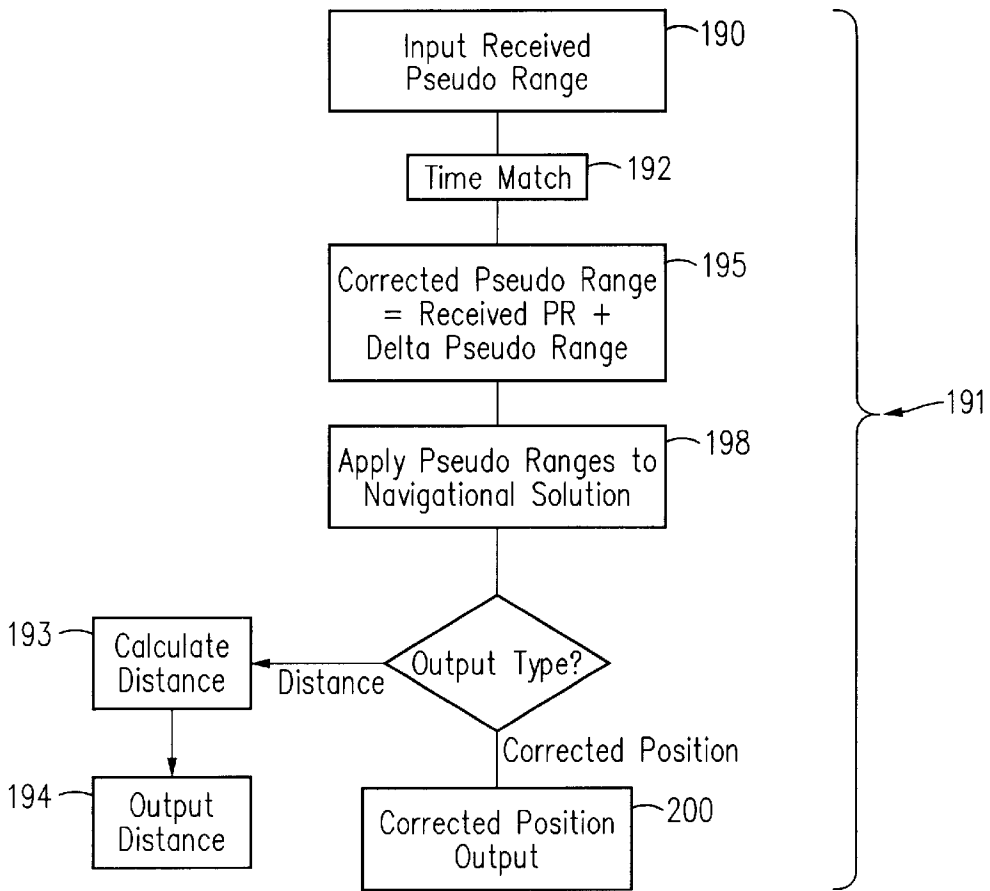 Input Received
Pseudo Range
190
Time Match
192
Corrected Pseudo Range
= Received PR +
Delta Pseudo Range
195
191
Apply Pseudo Ranges to
Navigational Solution
198
Output Type?
Distance
193
Calculate
Distance
Corrected Position
194
Output
Distance
Corrected Position
Output
200